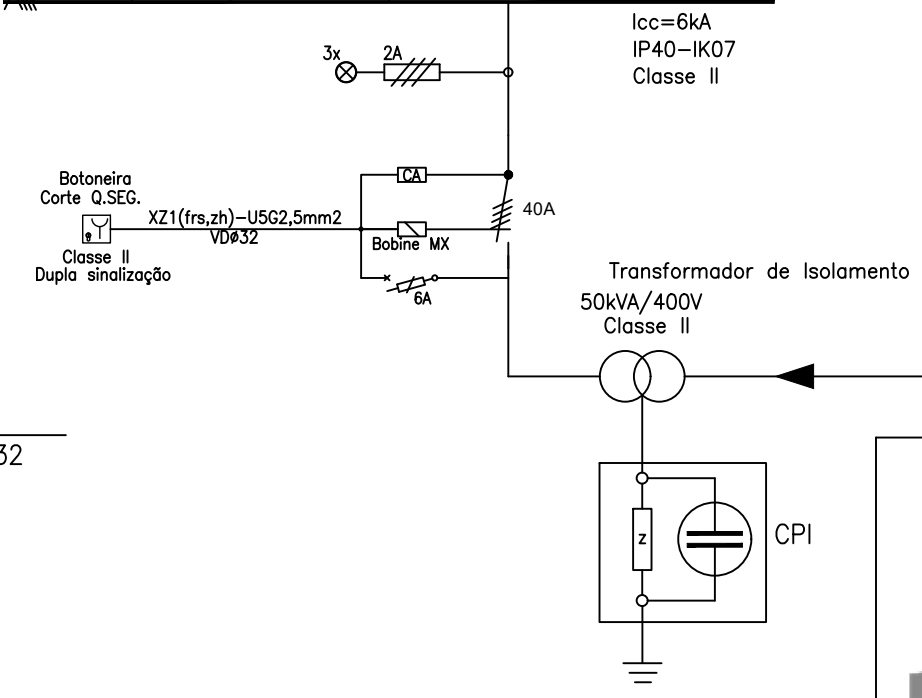 Icc=6kA
IP40-IK07
Classe II
3x
2A
CA
40A
Botoneira
Corte Q.SEG.
XZ1(frs,zh)-U5G2,5mm2
VDø32
Bobine MX
Classe II
Dupla sinalização
6A
Transformador de Isolamento
50kVA/400V
Classe II
32
z
CPI